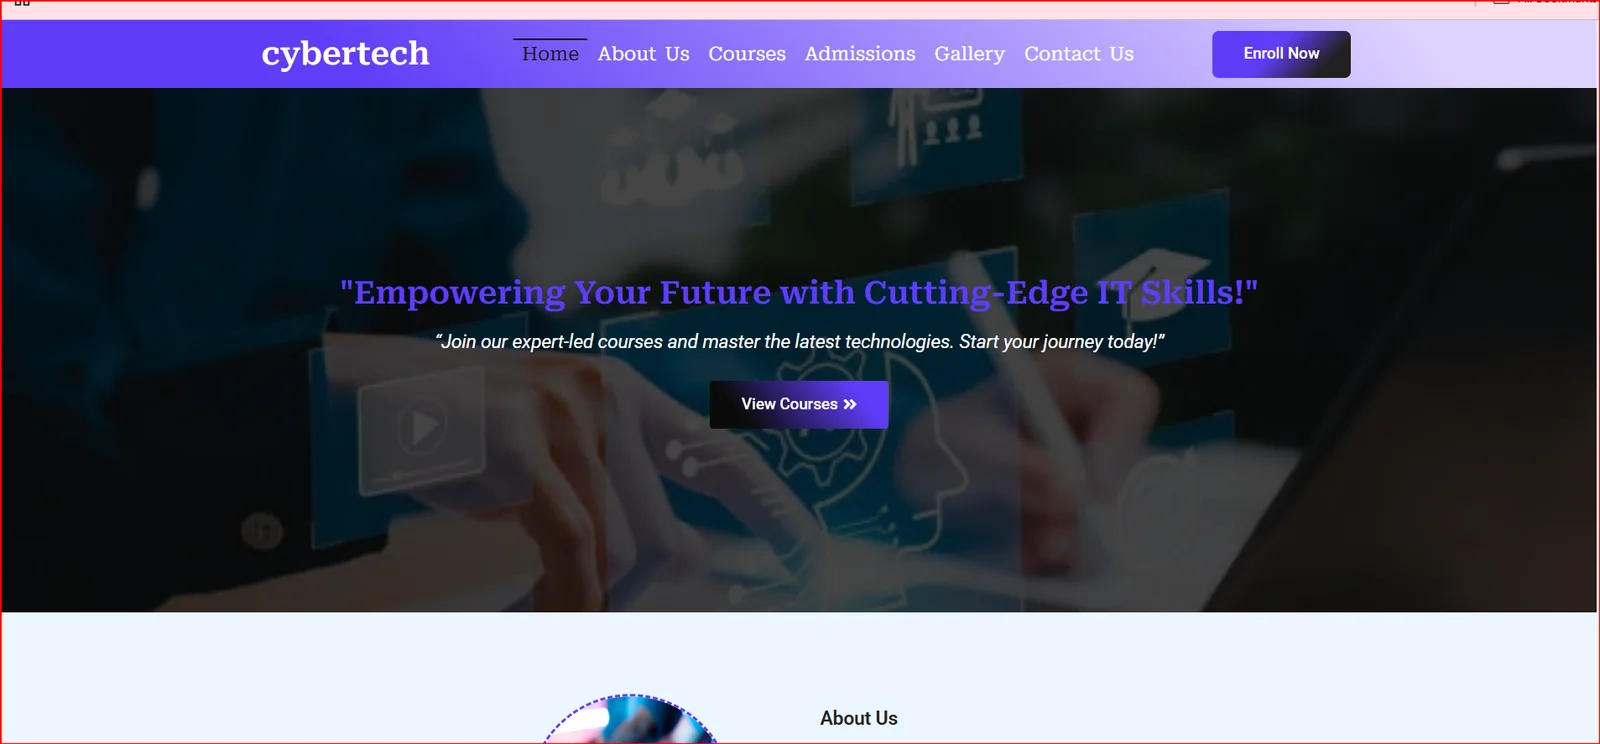 cybertech
Home About Us Courses Admissions Gallery Contact Us
Enroll Now
"Empowering Your Future with Cutting-Edge IT Skills!"
“Join our expert-led courses and master the latest technologies. Start your journey today!”
View Courses
About Us